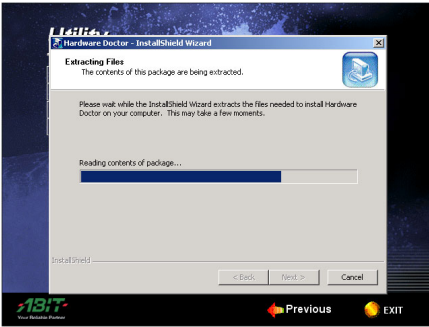 Utility
Hardware Doctor - InstallShield Wizard
Extracting Files
The contents of this package are being extracted.
Please wait while the InstallShield Wizard extracts the files needed to install Hardware
Doctor on your computer. This may take a few moments.
Reading contents of package...
InstallShield
< Back Next > Cancel
ABIT
Your Reliable Partner
Previous EXIT